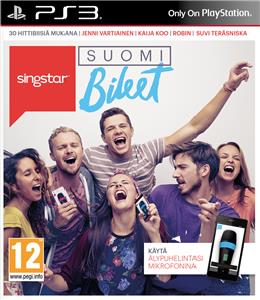 PS3
Only On PlayStation.
30 HITTIBIISIÄ MUKANA | JENNI VARTIAINEN | KAIJA KOO | ROBIN | SUVI TERÄSNISKA
SUOMI
singstar
Bileet
12
www.pegi.info
KÄYTÄ
ÄLYPUHELINTASI
MIKROFONINA